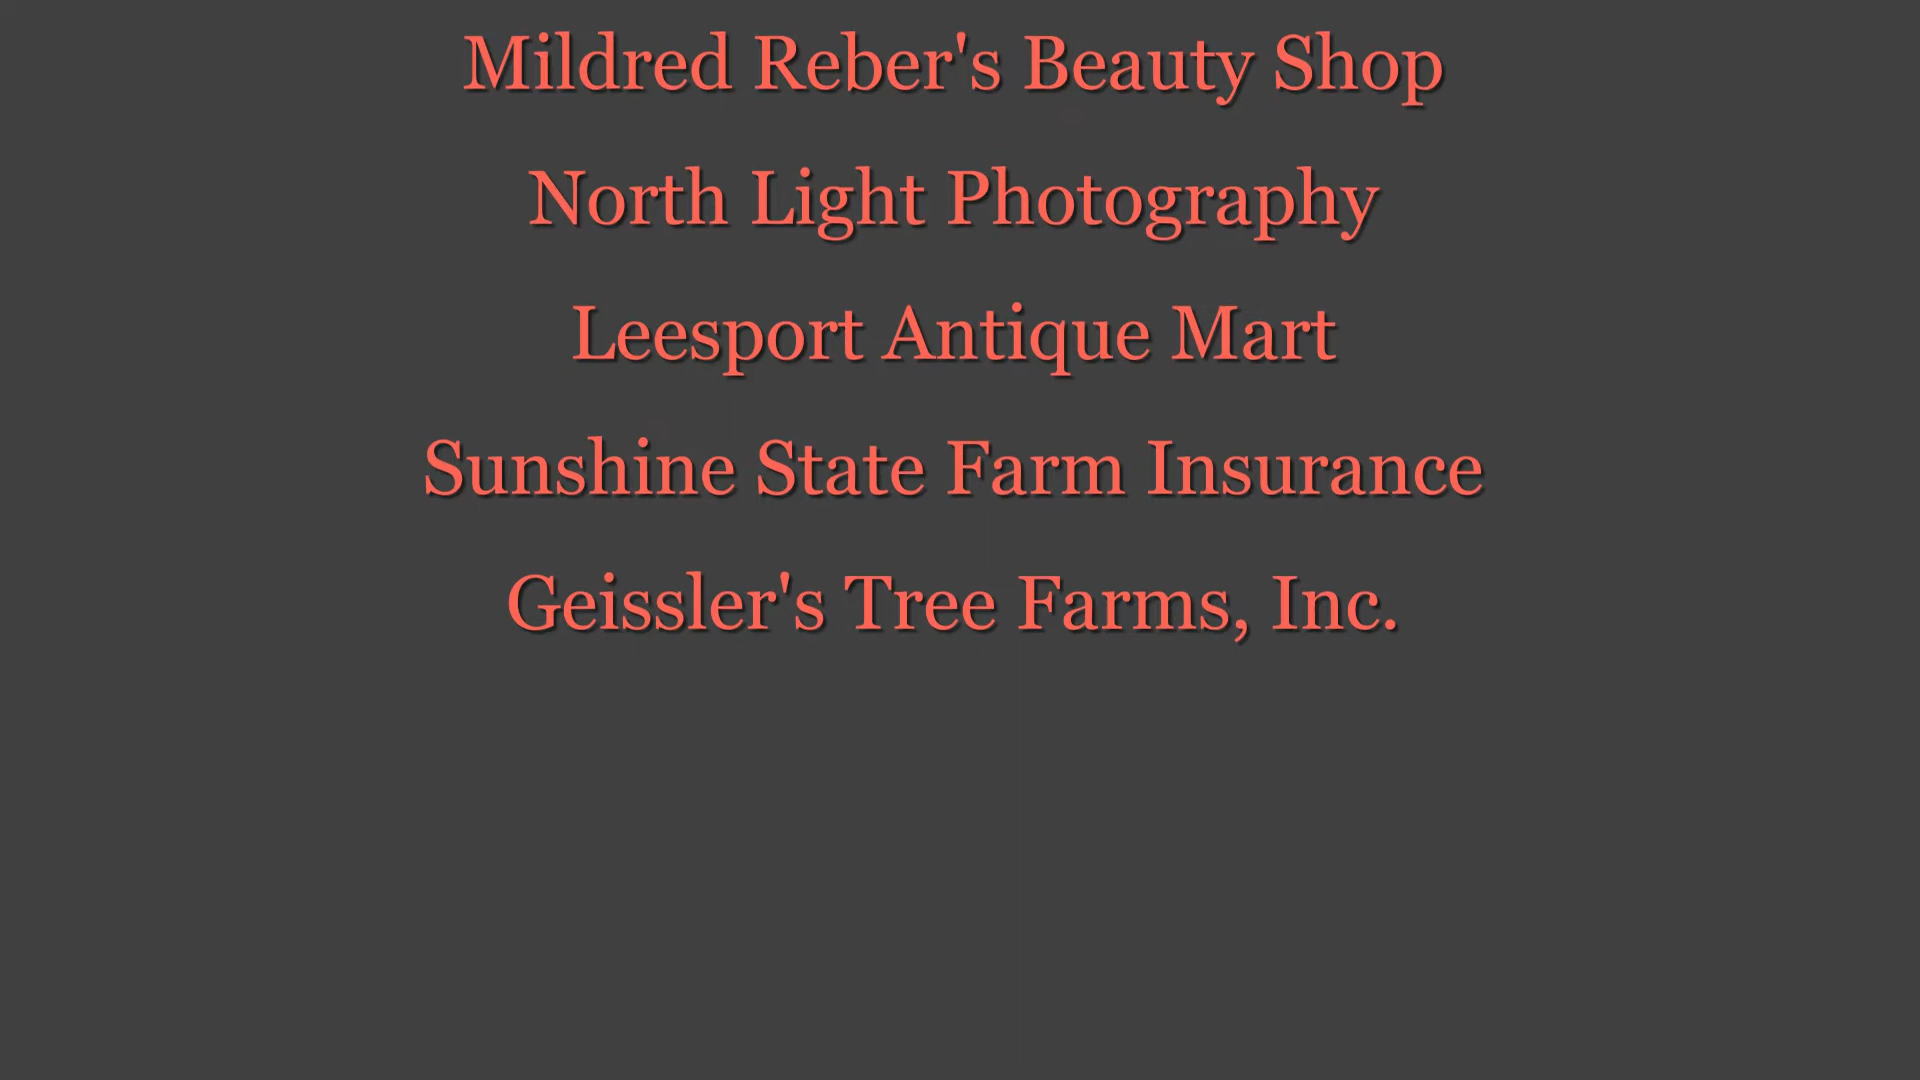 Mildred Reber's Beauty Shop
North Light Photography
Leesport Antique Mart
Sunshine State Farm Insurance
Geissler's Tree Farms, Inc.